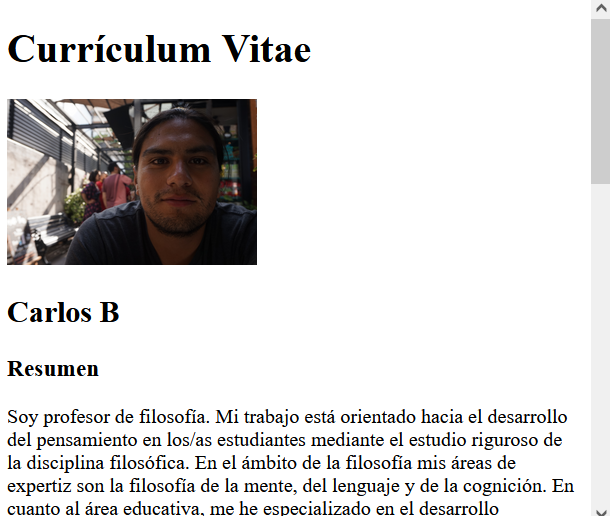 Currículum Vitae
Carlos B
Resumen
Soy profesor de filosofía. Mi trabajo está orientado hacia el desarrollo
del pensamiento en los/as estudiantes mediante el estudio riguroso de
la disciplina filosófica. En el ámbito de la filosofía mis áreas de
expertiz son la filosofía de la mente, del lenguaje y de la cognición. En
cuanto al área educativa, me he especializado en el desarrollo